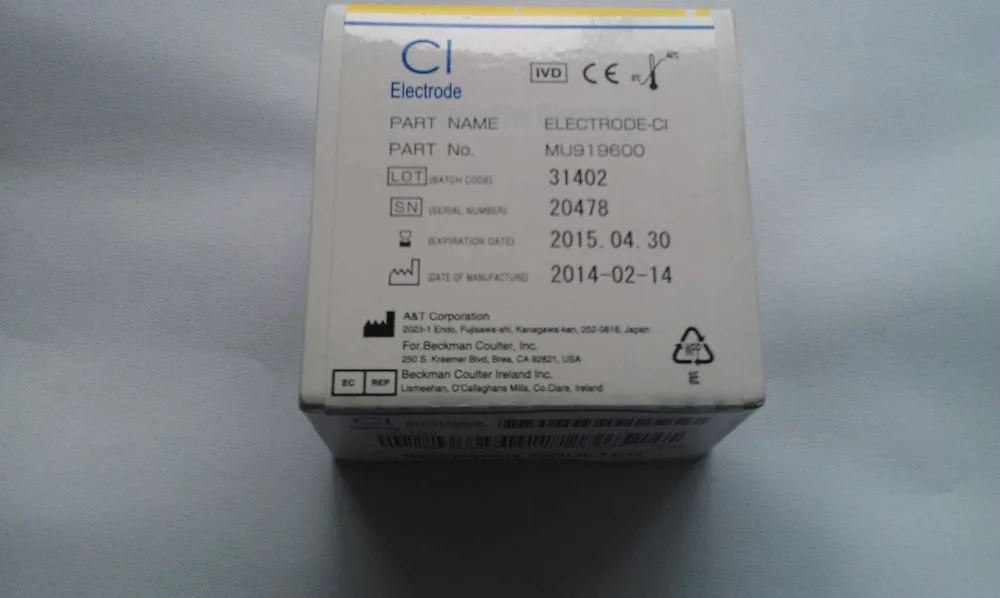 Cl
Electrode
IVD CE
PART NAME ELECTRODE-Cl
PART No. MU919600
LOT (BATCH CODE) 31402
SN (SERIAL NUMBER) 20478
(EXPIRATION DATE) 2015.04.30
(DATE OF MANUFACTURE) 2014-02-14
A&T Corporation
2023-1 Endo, Fujisawa-shi, Kanagawa-ken, 252-0816, Japan
For.Beckman Coulter, Inc.
250 S. Kraemer Blvd, Brea, CA 92821, USA
EC REP Beckman Coulter Ireland Inc.
Lismeehan, O'Callaghans Mills, Co.Clare, Ireland
Cl
BECKMAN COULTER